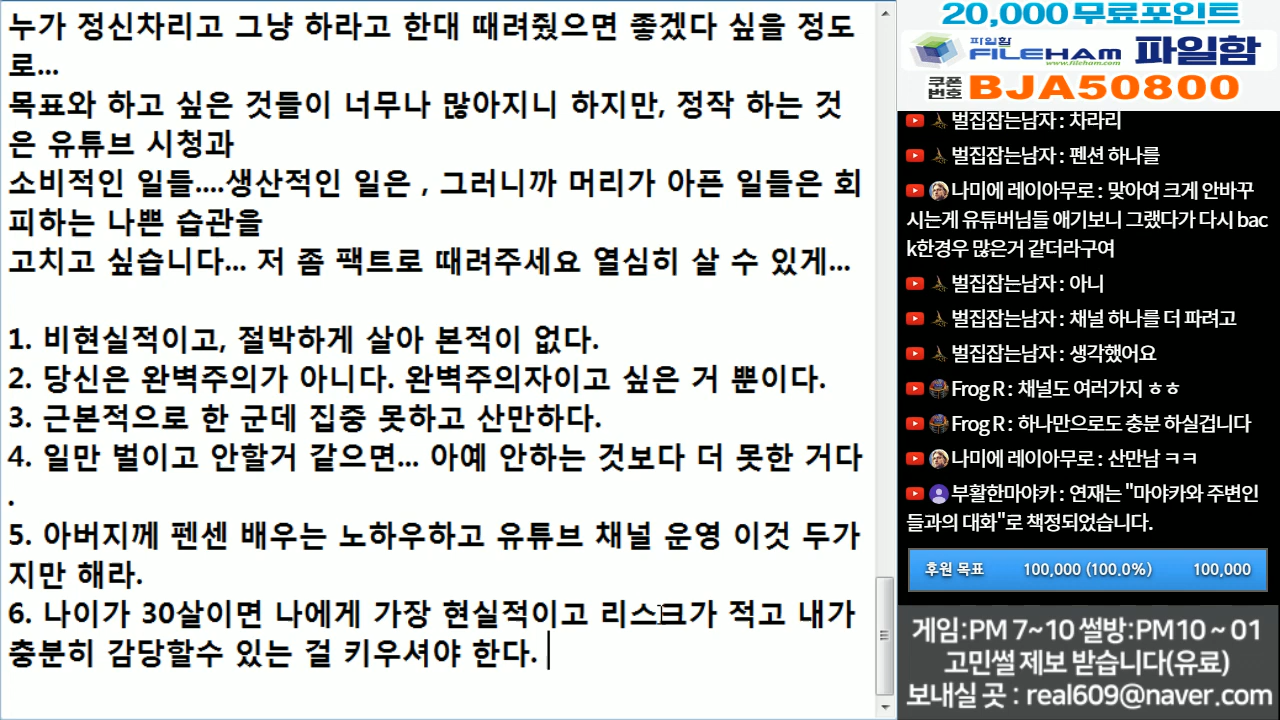 누가 정신차리고 그냥 하라고 한대 때려줬으면 좋겠다 싶을 정도
로...
목표와 하고 싶은 것들이 너무나 많아지니 하지만, 정작 하는 것
은 유튜브 시청과
소비적인 일들....생산적인 일은 , 그러니까 머리가 아픈 일들은 회
피하는 나쁜 습관을
고치고 싶습니다... 저 좀 팩트로 때려주세요 열심히 살 수 있게...
1. 비현실적이고, 절박하게 살아 본적이 없다.
2. 당신은 완벽주의가 아니다. 완벽주의자이고 싶은 거 뿐이다.
3. 근본적으로 한 군데 집중 못하고 산만하다.
4. 일만 벌이고 안할거 같으면... 아예 안하는 것보다 더 못한 거다
.
5. 아버지께 펜센 배우는 노하우하고 유튜브 채널 운영 이것 두가
지만 해라.
6. 나이가 30살이면 나에게 가장 현실적이고 리스크가 적고 내가
충분히 감당할수 있는 걸 키우셔야 한다.
20,000 무료포인트
파일함 FILEHAM www.fileham.com 파일함
쿠폰번호 BJA50800
벌집잡는남자 : 차라리
벌집잡는남자 : 펜션 하나를
나미에 레이아무로 : 맞아여 크게 안바꾸
시는게 유튜버님들 얘기보니 그랬다가 다시 bac
k한경우 많은거 같더라구여
벌집잡는남자 : 아니
벌집잡는남자 : 채널 하나를 더 파려고
벌집잡는남자 : 생각했어요
Frog R : 채널도 여러가지 ㅎㅎ
Frog R : 하나만으로도 충분 하실겁니다
나미에 레이아무로 : 산만남 ㅋㅋ
부활한마야카 : 연재는 "마야카와 주변인
들과의 대화"로 책정되었습니다.
후원 목표 100,000 (100.0%) 100,000
게임:PM 7~10 썰방:PM10 ~ 01
고민썰 제보 받습니다(유료)
보내실 곳 : real609@naver.com